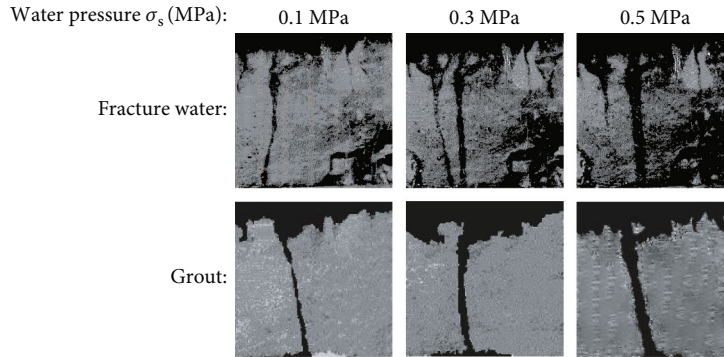 Water pressure σs (MPa): 0.1 MPa 0.3 MPa 0.5 MPa
Fracture water:
Grout: